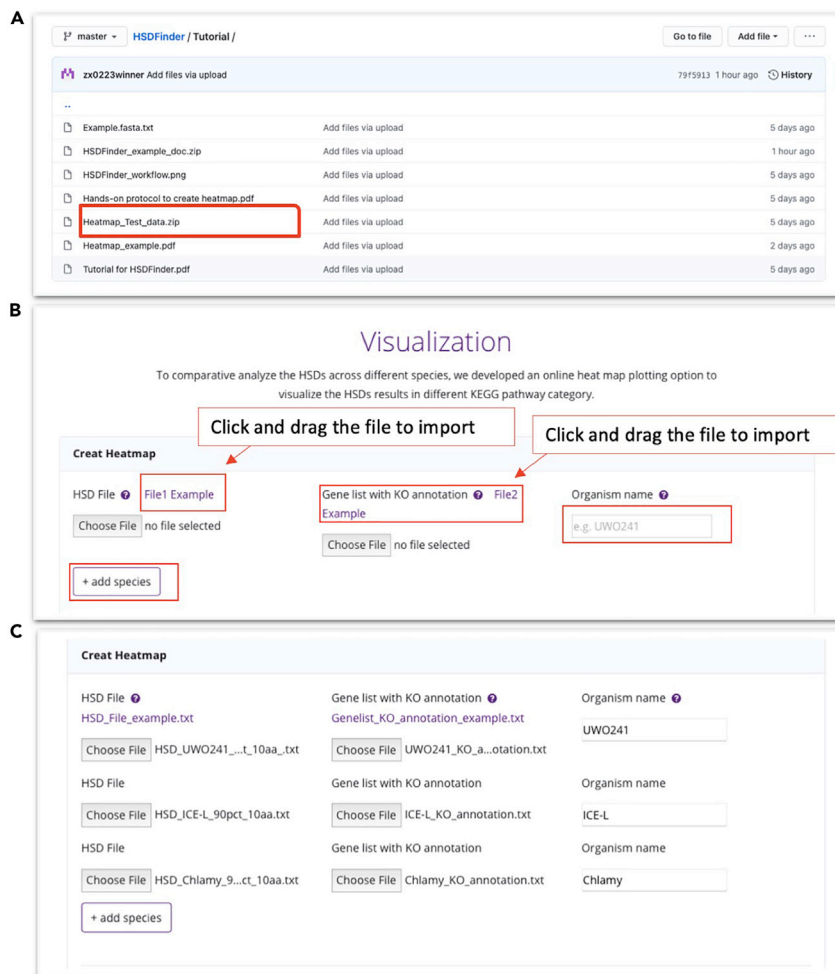 A
master HSDFinder / Tutorial / Go to file Add file ...
zx0223winner Add files via upload 79f5913 1 hour ago History
..
Example.fasta.txt Add files via upload 5 days ago
HSDFinder_example_doc.zip Add files via upload 1 hour ago
HSDFinder_workflow.png Add files via upload 5 days ago
Hands-on protocol to create heatmap.pdf Add files via upload 5 days ago
Heatmap_Test_data.zip Add files via upload 5 days ago
Heatmap_example.pdf Add files via upload 2 days ago
Tutorial for HSDFinder.pdf Add files via upload 5 days ago
B
Visualization
To comparative analyze the HSDs across different species, we developed an online heat map plotting option to
visualize the HSDs results in different KEGG pathway category.
Click and drag the file to import
Click and drag the file to import
Creat Heatmap
HSD File ? File1 Example
Choose File no file selected
Gene list with KO annotation ? File2
Example
Choose File no file selected
Organism name ?
e.g. UWO241
+ add species
C
Creat Heatmap
HSD File ? Gene list with KO annotation ? Organism name ?
HSD_File_example.txt Genelist_KO_annotation_example.txt
UWO241
Choose File HSD_UWO241_...t_10aa_.txt Choose File UWO241_KO_a...otation.txt
HSD File Gene list with KO annotation Organism name
Choose File HSD_ICE-L_90pct_10aa.txt Choose File ICE-L_KO_annotation.txt ICE-L
HSD File Gene list with KO annotation Organism name
Choose File HSD_Chlamy_9...ct_10aa.txt Choose File Chlamy_KO_annotation.txt Chlamy
+ add species